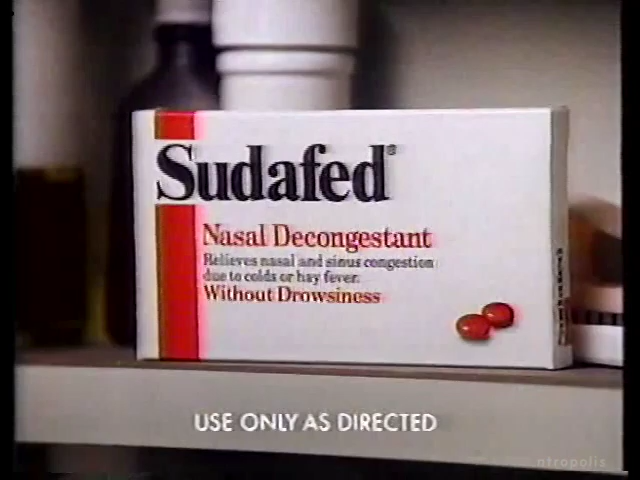 Sudafed®
Nasal Decongestant
Relieves nasal and sinus congestion
due to colds or hay fever.
Without Drowsiness
USE ONLY AS DIRECTED
atropolis